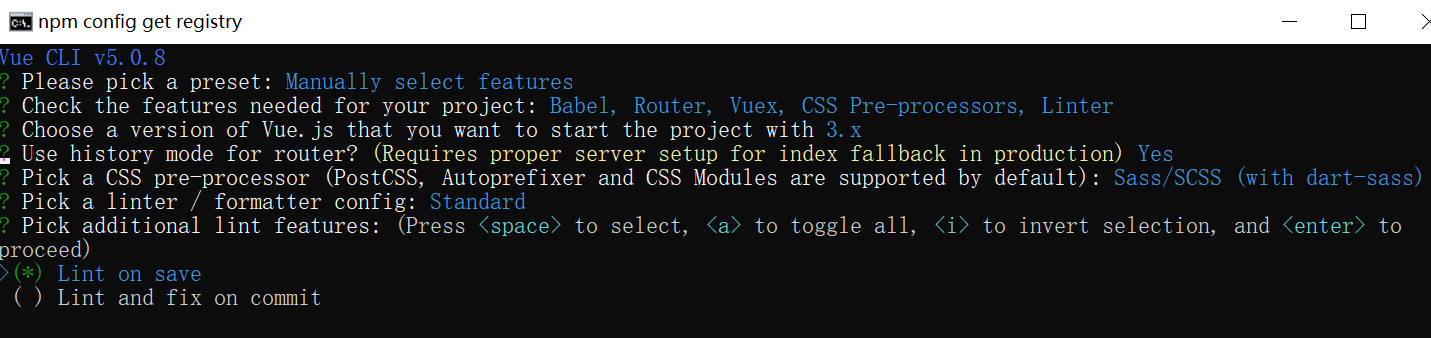 npm config get registry
Vue CLI v5.0.8
? Please pick a preset: Manually select features
? Check the features needed for your project: Babel, Router, Vuex, CSS Pre-processors, Linter
? Choose a version of Vue.js that you want to start the project with 3.x
? Use history mode for router? (Requires proper server setup for index fallback in production) Yes
? Pick a CSS pre-processor (PostCSS, Autoprefixer and CSS Modules are supported by default): Sass/SCSS (with dart-sass)
? Pick a linter / formatter config: Standard
? Pick additional lint features: (Press <space> to select, <a> to toggle all, <i> to invert selection, and <enter> to
proceed)
>(*) Lint on save
( ) Lint and fix on commit